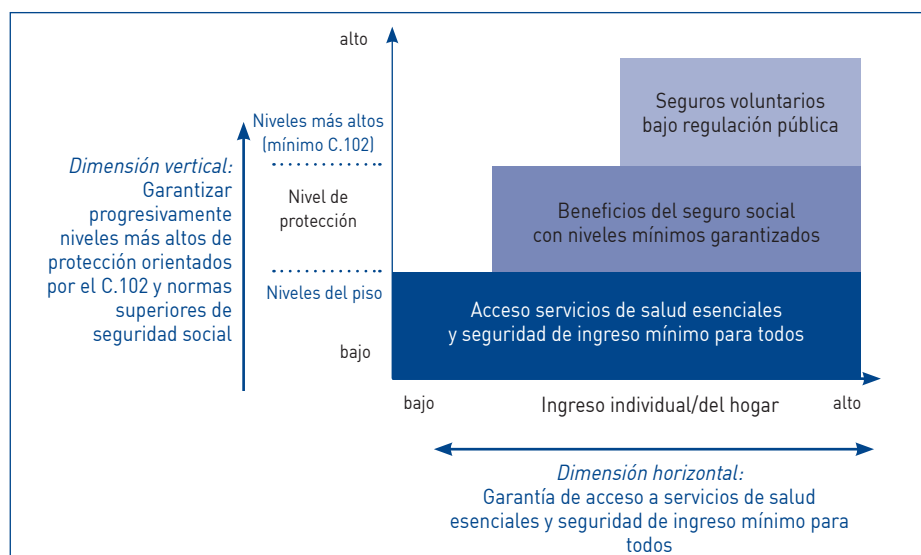 alto
Niveles más altos
(mínimo C.102)
Dimensión vertical:
Garantizar
progresivamente
niveles más altos de
protección orientados
por el C.102 y normas
superiores de
seguridad social
Nivel de
protección
Niveles del piso
bajo
Seguros voluntarios
bajo regulación pública
Beneficios del seguro social
con niveles mínimos garantizados
Acceso servicios de salud esenciales
y seguridad de ingreso mínimo para todos
bajo
Ingreso individual/del hogar
alto
Dimensión horizontal:
Garantía de acceso a servicios de salud
esenciales y seguridad de ingreso mínimo para
todos